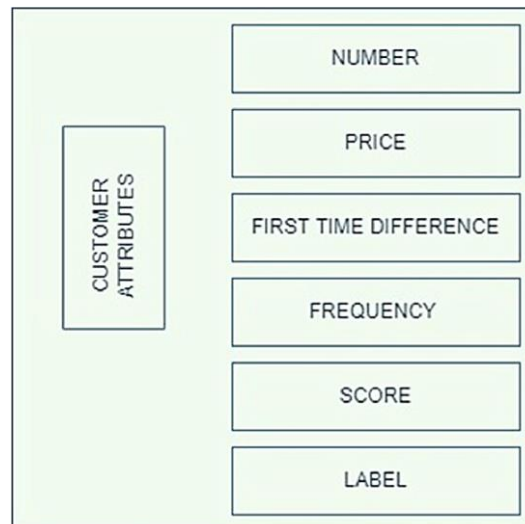 CUSTOMER
ATTRIBUTES
NUMBER
PRICE
FIRST TIME DIFFERENCE
FREQUENCY
SCORE
LABEL